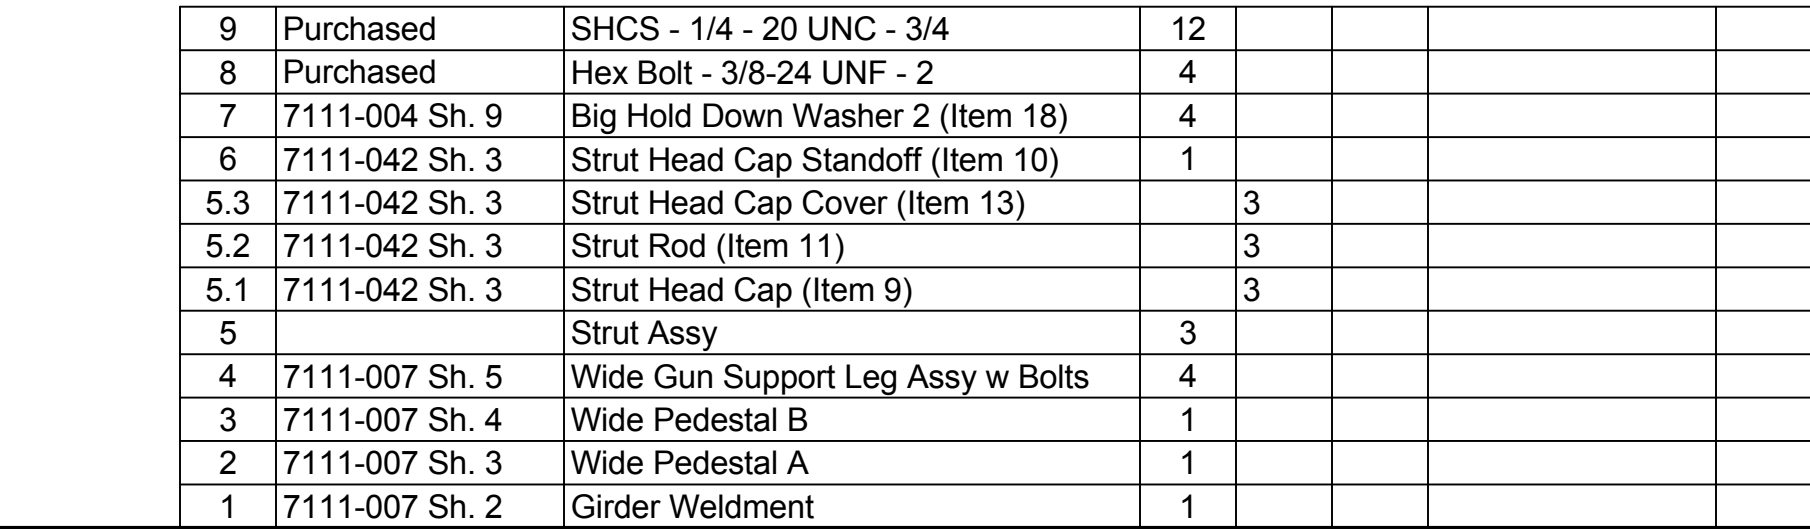 9 Purchased SHCS - 1/4 - 20 UNC - 3/4 12
8 Purchased Hex Bolt - 3/8-24 UNF - 2 4
7 7111-004 Sh. 9 Big Hold Down Washer 2 (Item 18) 4
6 7111-042 Sh. 3 Strut Head Cap Standoff (Item 10) 1
5.3 7111-042 Sh. 3 Strut Head Cap Cover (Item 13) 3
5.2 7111-042 Sh. 3 Strut Rod (Item 11) 3
5.1 7111-042 Sh. 3 Strut Head Cap (Item 9) 3
5 Strut Assy 3
4 7111-007 Sh. 5 Wide Gun Support Leg Assy w Bolts 4
3 7111-007 Sh. 4 Wide Pedestal B 1
2 7111-007 Sh. 3 Wide Pedestal A 1
1 7111-007 Sh. 2 Girder Weldment 1